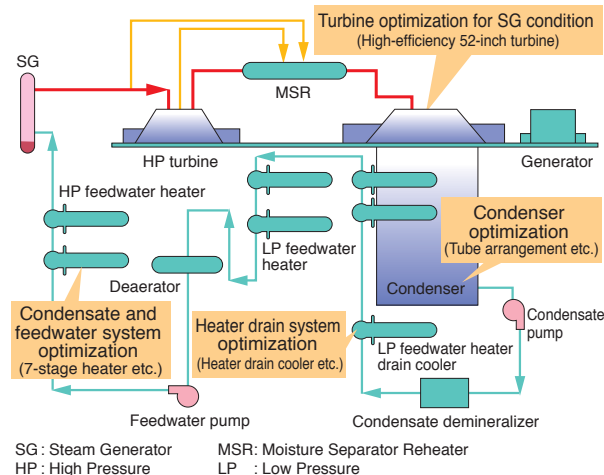 Turbine optimization for SG condition
(High-efficiency 52-inch turbine)
SG
MSR
HP turbine
Generator
HP feedwater heater
LP feedwater
heater
Deaerator
Condenser
optimization
(Tube arrangement etc.)
Condenser
Condensate
pump
Condensate and
feedwater system
optimization
(7-stage heater etc.)
Heater drain system
optimization
(Heater drain cooler etc.)
LP feedwater heater
drain cooler
Feedwater pump
Condensate demineralizer
SG : Steam Generator
MSR: Moisture Separator Reheater
HP : High Pressure
LP : Low Pressure